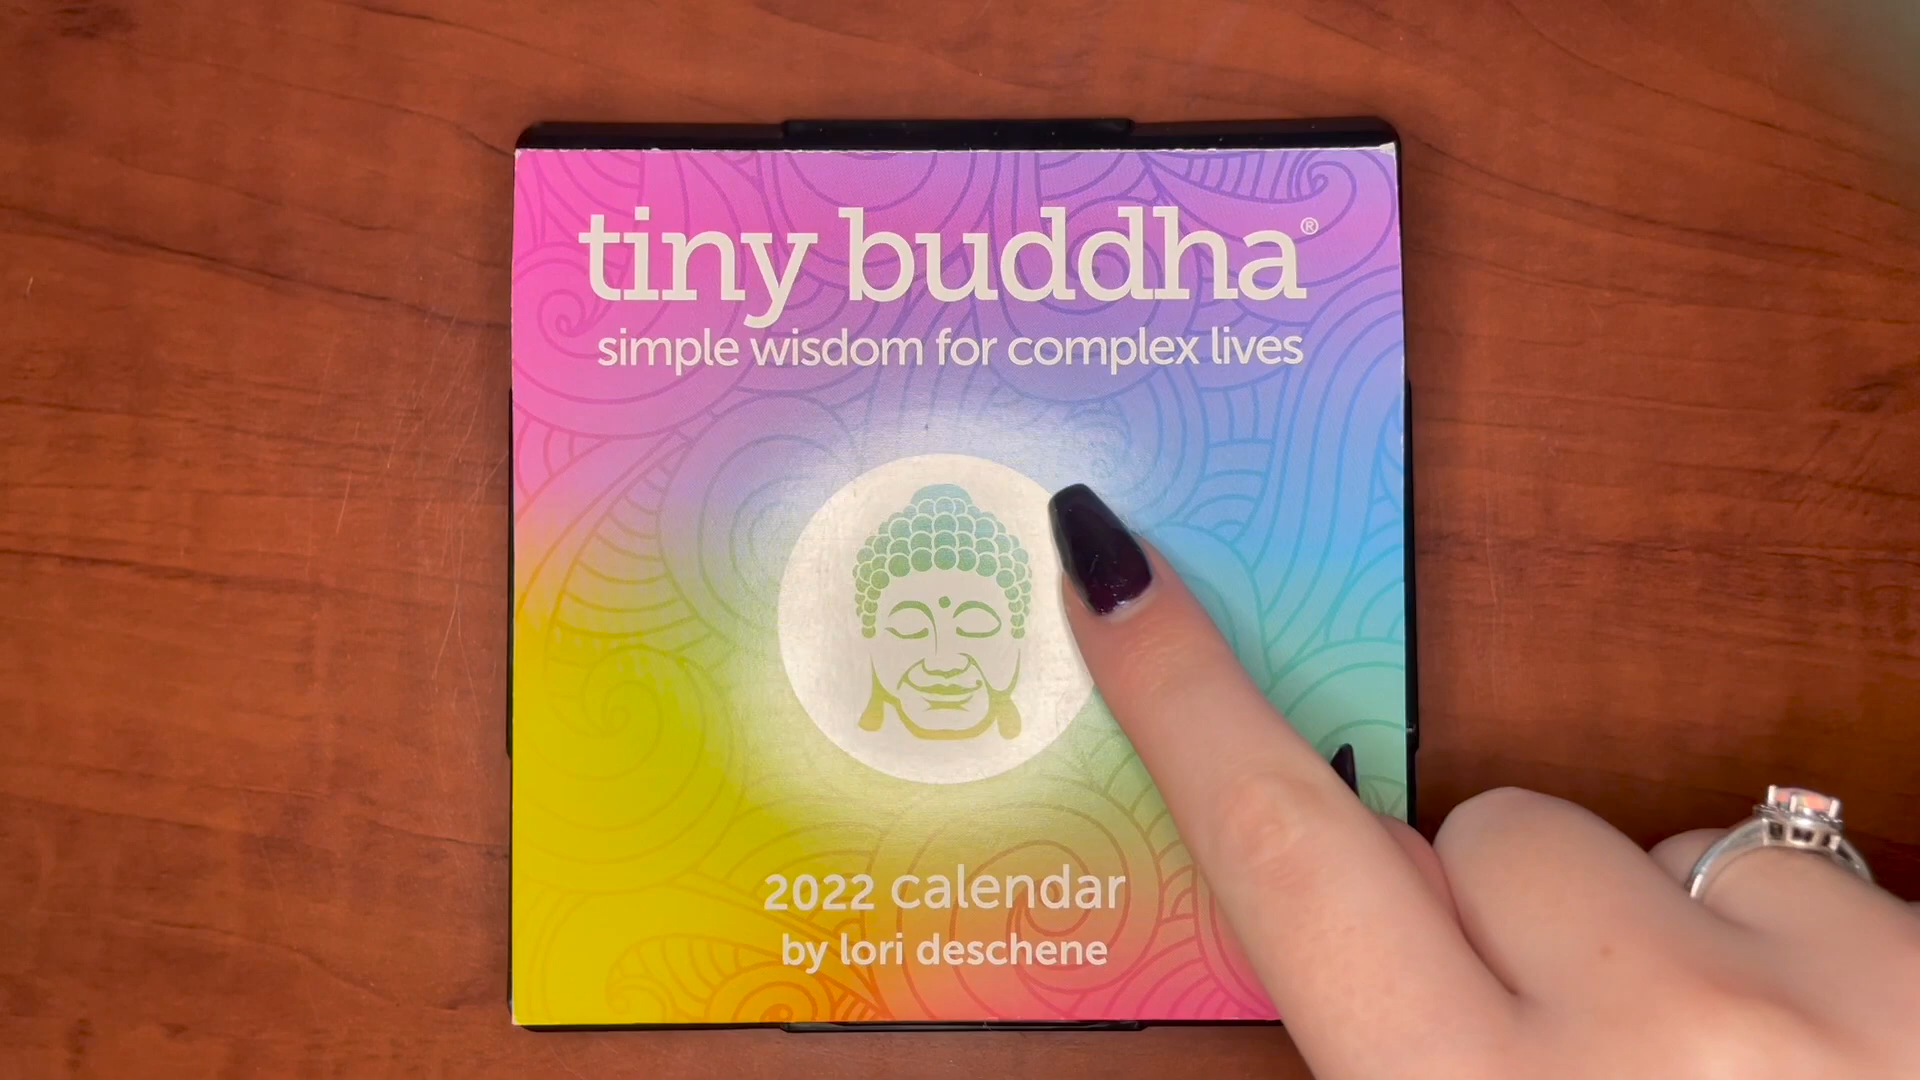 tiny buddha®
simple wisdom for complex lives
2022 calendar
by lori deschene